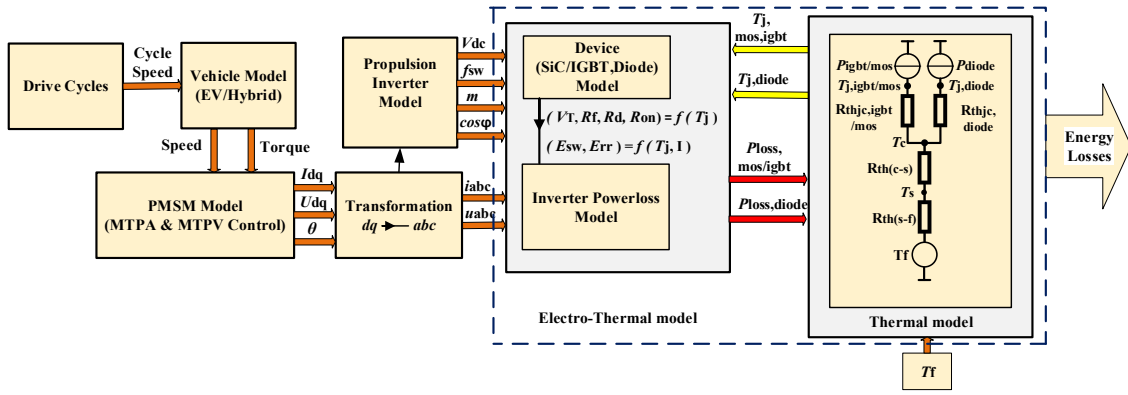 Drive Cycles
Cycle
Speed
Vehicle Model
(EV/Hybrid)
Speed
Torque
PMSM Model
(MTPA & MTPV Control)
Idq
Udq
θ
Propulsion
Inverter
Model
Transformation
dq abc
Vdc
fsw
m
cosφ
iabc
uabc
Device
(SiC/IGBT,Diode)
Model
( VT, Rf, Rd, Ron) = f ( Tj )
( Esw, Err ) = f ( Tj, I )
Inverter Powerloss
Model
Electro-Thermal model
Tj,
mos,igbt
Tj,diode
Ploss,
mos/igbt
Ploss,diode
Pigbt/mos
Pdiode
Tj,igbt/mos
Tj,diode
Rthjc,igbt
/mos
Rthjc,
diode
Tc
Rth(c-s)
Ts
Rth(s-f)
Tf
Thermal model
Tf
Energy
Losses